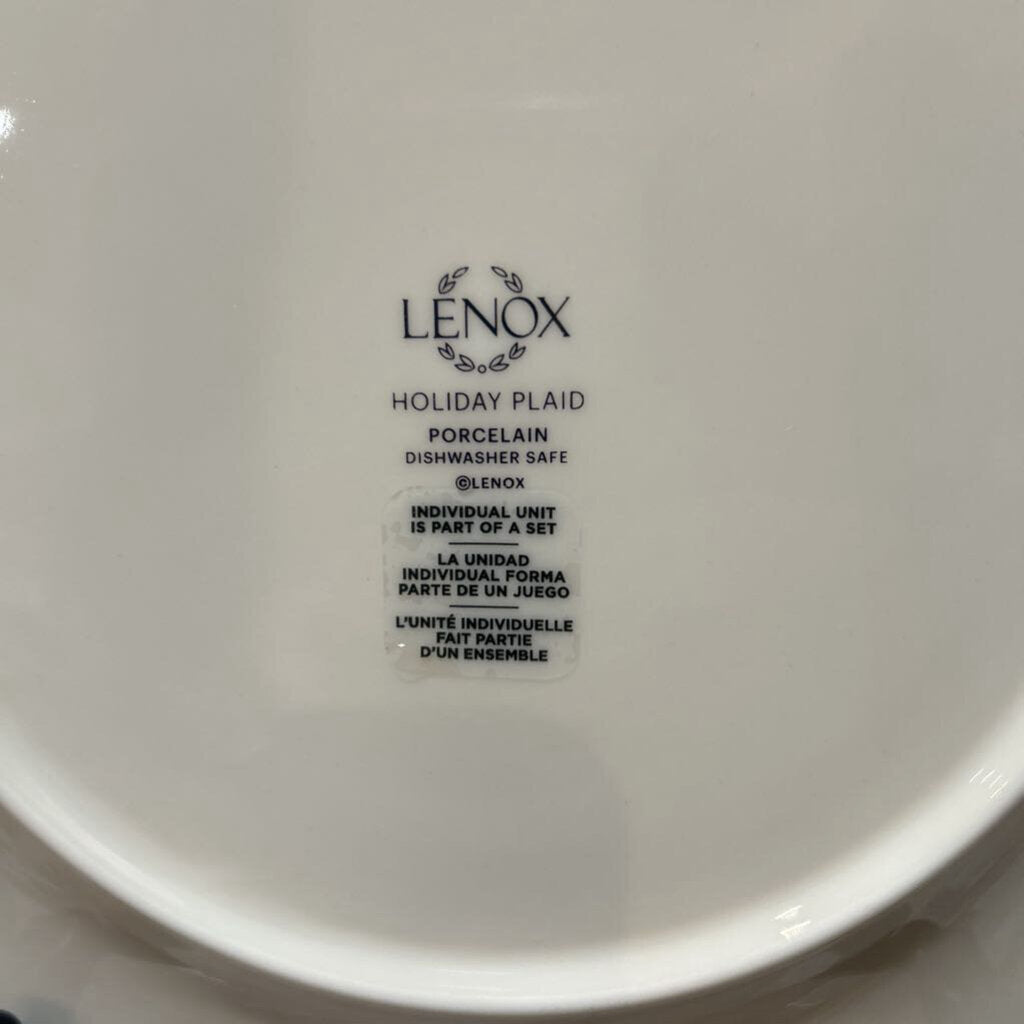 LENOX
HOLIDAY PLAID
PORCELAIN
DISHWASHER SAFE
©LENOX
INDIVIDUAL UNIT
IS PART OF A SET
LA UNIDAD
INDIVIDUAL FORMA
PARTE DE UN JUEGO
L'UNITÉ INDIVIDUELLE
FAIT PARTIE
D'UN ENSEMBLE